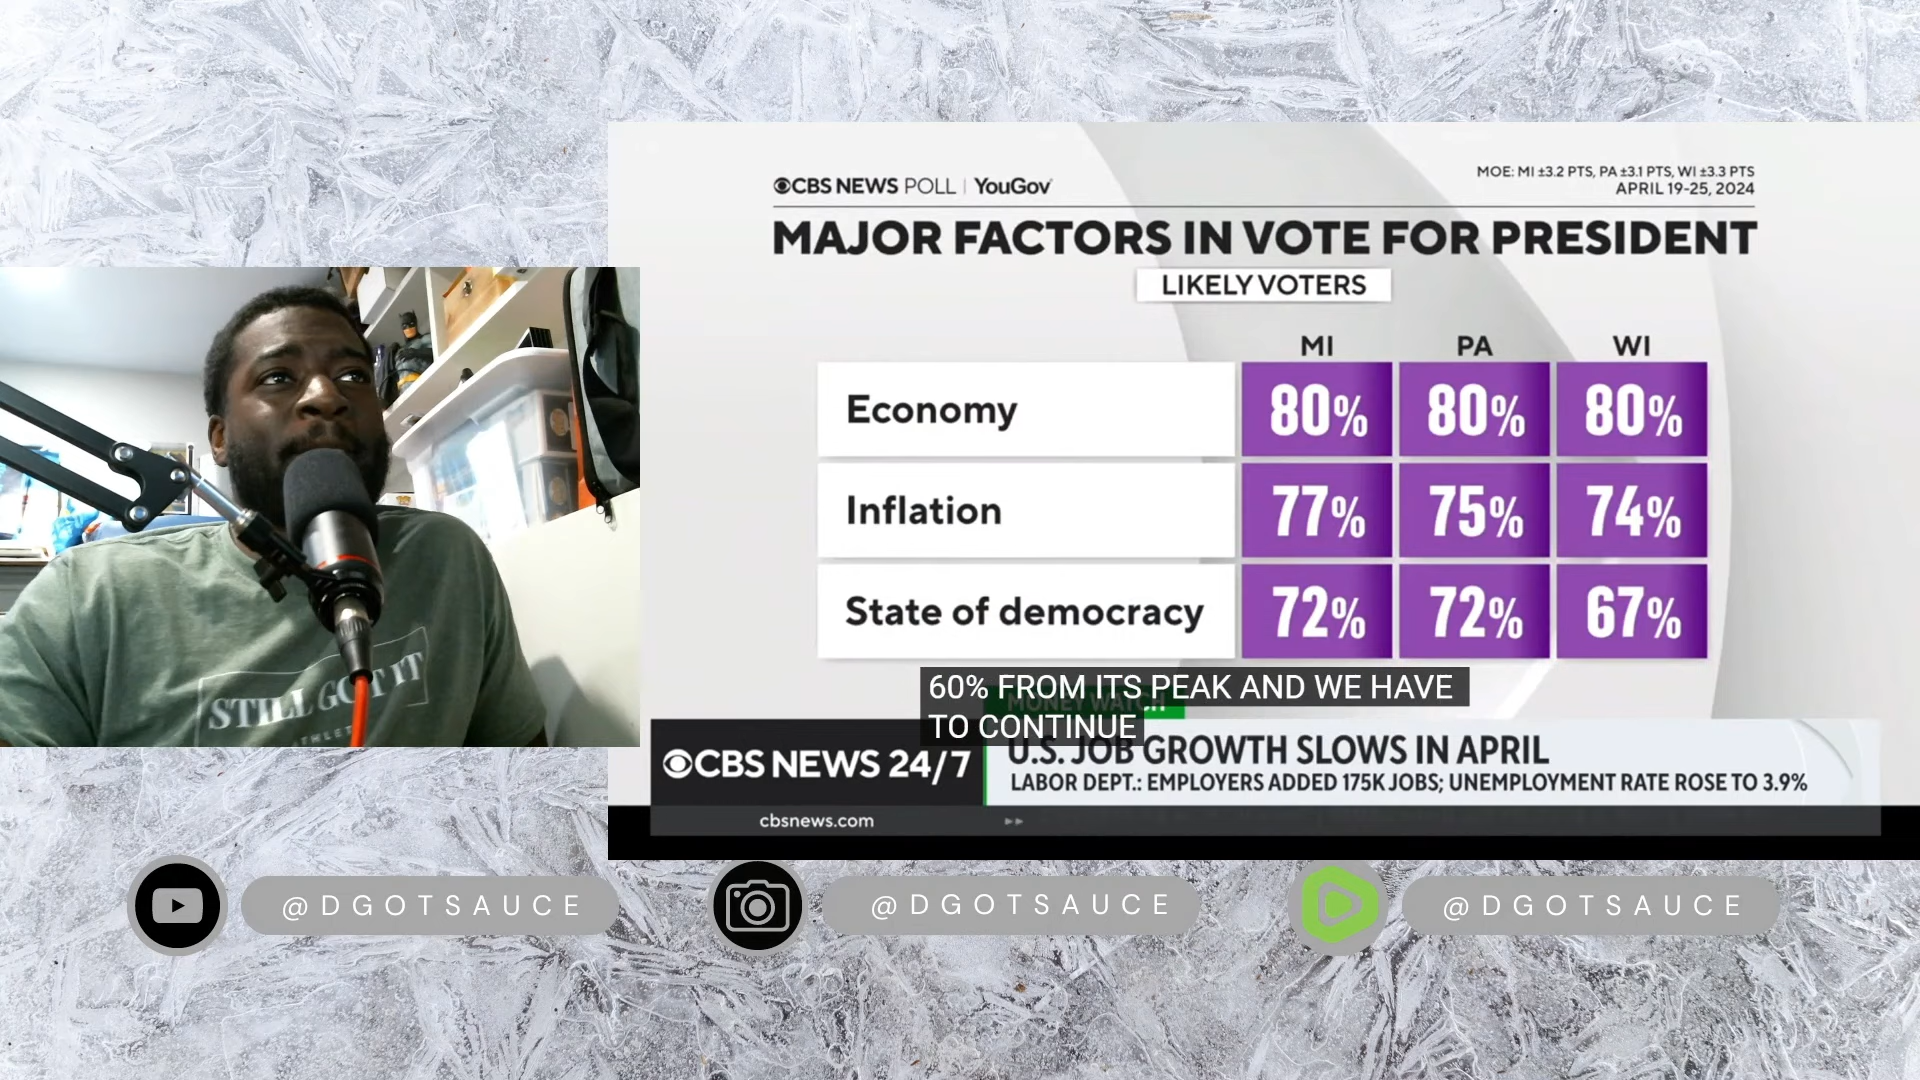 CBS NEWS POLL | YouGov
MOE: MI ±3.2 PTS, PA ±3.1 PTS, WI ±3.3 PTS
APRIL 19-25, 2024
MAJOR FACTORS IN VOTE FOR PRESIDENT
LIKELY VOTERS
MI PA WI
Economy 80% 80% 80%
Inflation 77% 75% 74%
State of democracy 72% 72% 67%
STILL GOT IT
60% FROM ITS PEAK AND WE HAVE
TO CONTINUE
MONEY WATCH
CBS NEWS 24/7
U.S. JOB GROWTH SLOWS IN APRIL
LABOR DEPT.: EMPLOYERS ADDED 175K JOBS; UNEMPLOYMENT RATE ROSE TO 3.9%
cbsnews.com
@DGOTSAUCE
@DGOTSAUCE
@DGOTSAUCE